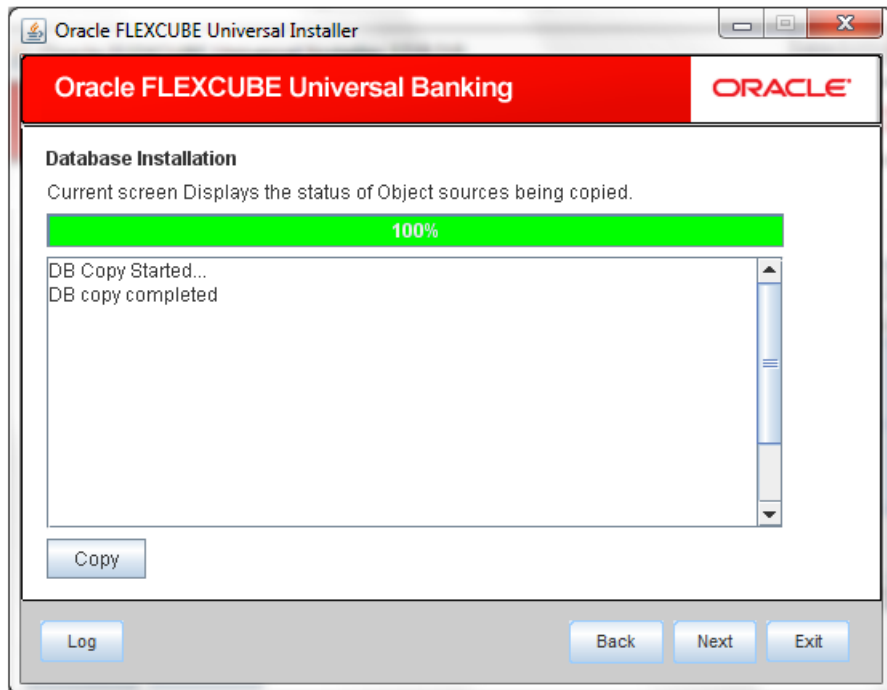 Oracle FLEXCUBE Universal Installer
Oracle FLEXCUBE Universal Banking
ORACLE®
Database Installation
Current screen Displays the status of Object sources being copied.
100%
DB Copy Started...
DB copy completed
Copy
Log
Back
Next
Exit